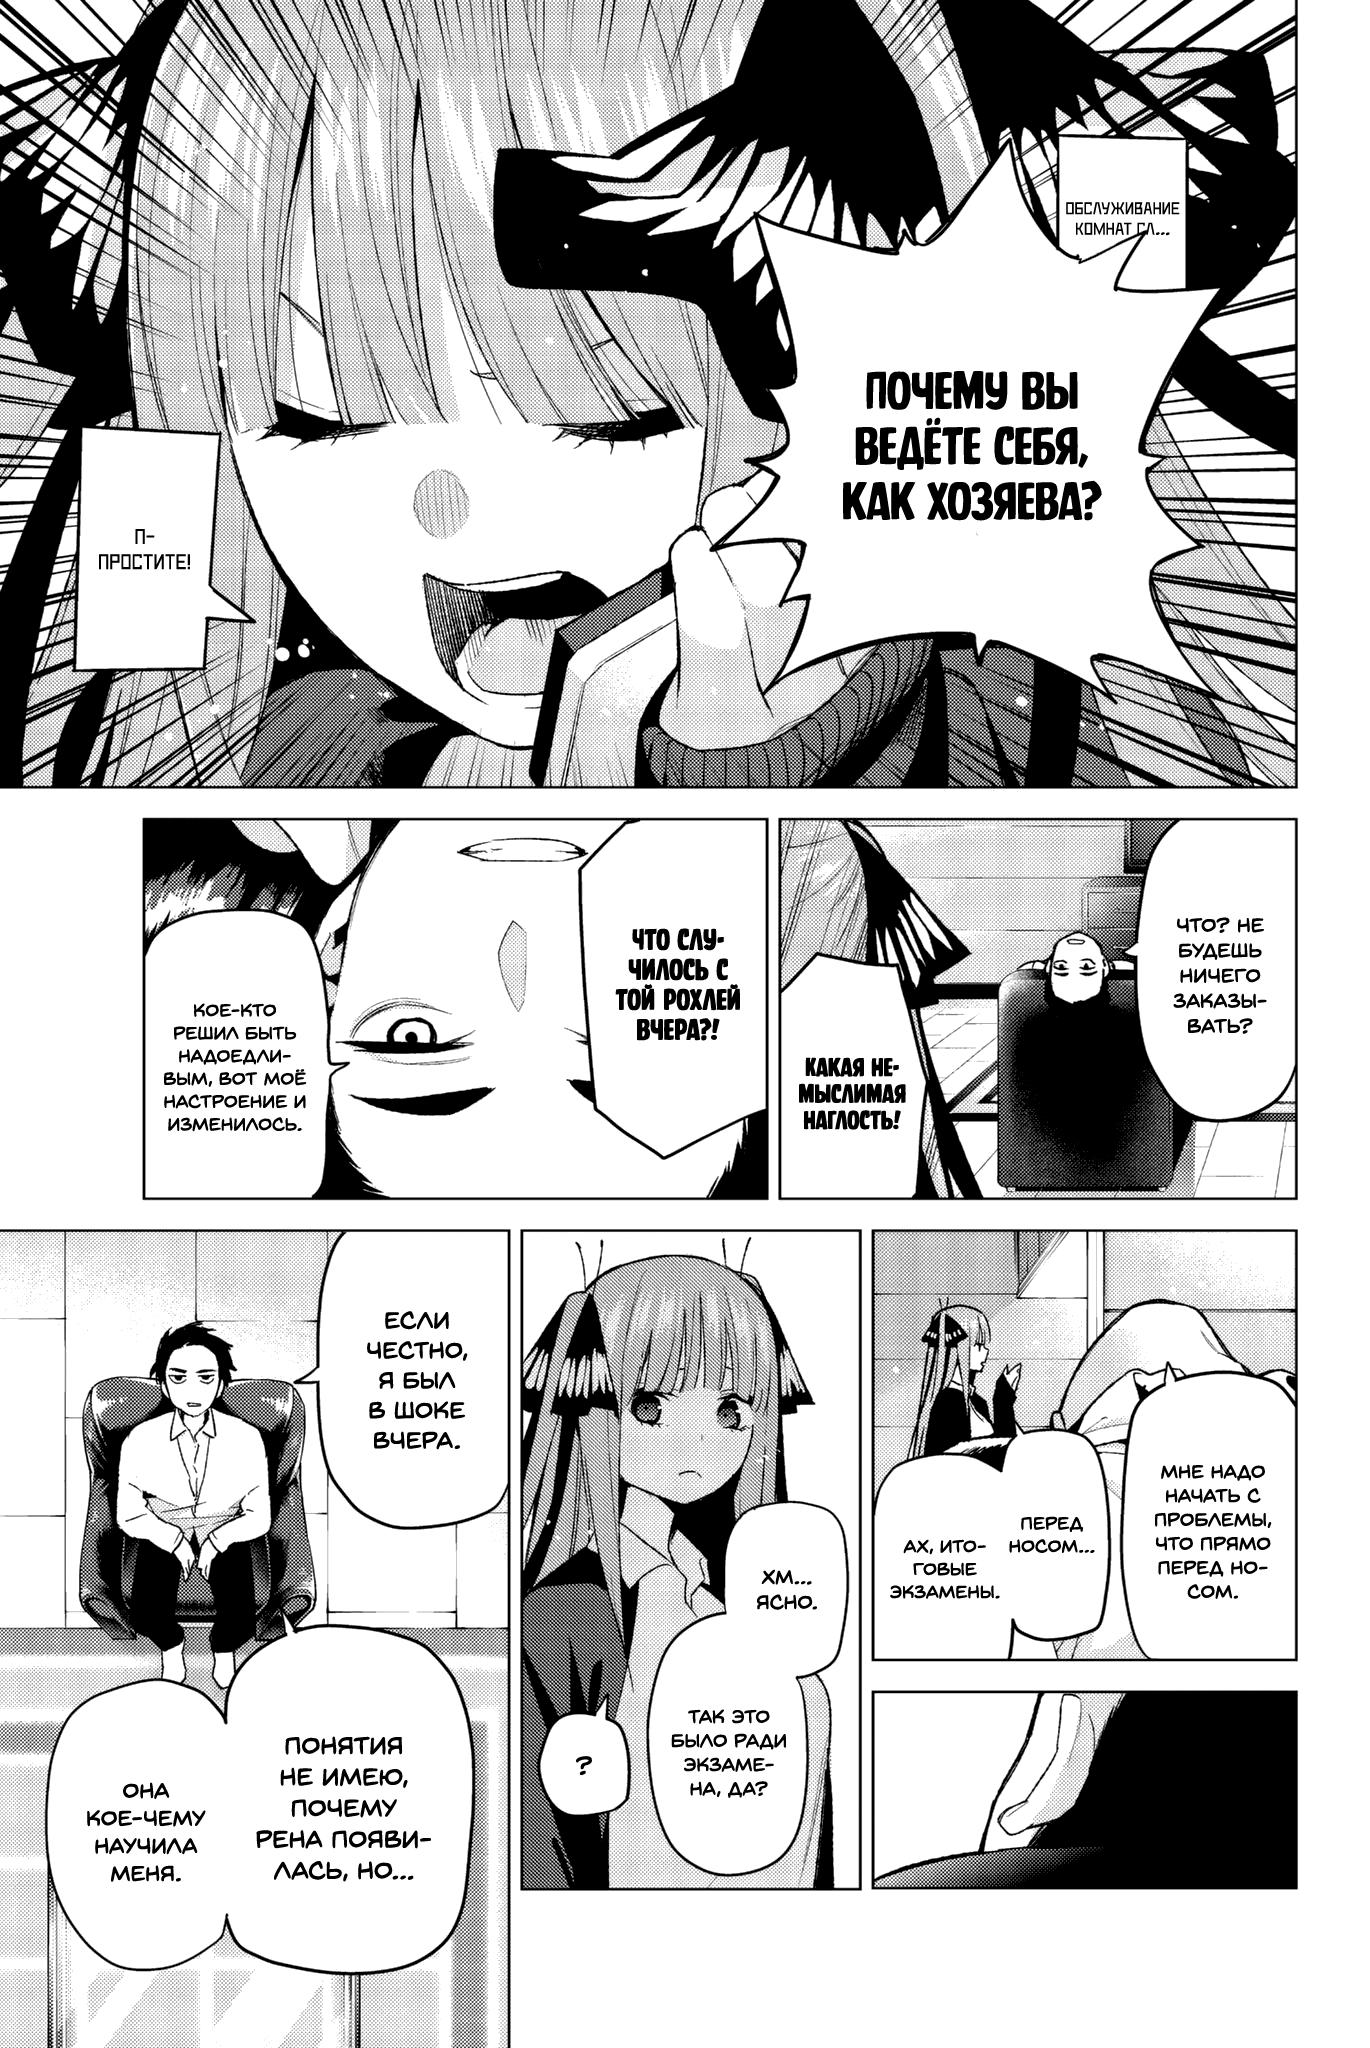 ОБСЛУЖИВАНИЕ
КОМНАТ СЛ...
ПОЧЕМУ ВЫ
ВЕДЁТЕ СЕБЯ,
КАК ХОЗЯЕВА?
П-
ПРОСТИТЕ!
ЧТО? НЕ
БУДЕШЬ
НИЧЕГО
ЗАКАЗЫ-
ВАТЬ?
КАКАЯ НЕ-
МЫСЛИМАЯ
НАГЛОСТЬ!
ЧТО СЛУ-
ЧИЛОСЬ С
ТОЙ РОХЛЕЙ
ВЧЕРА?!
КОЕ-КТО
РЕШИЛ БЫТЬ
НАДОЕДЛИ-
ВЫМ, ВОТ МОЁ
НАСТРОЕНИЕ И
ИЗМЕНИЛОСЬ.
МНЕ НАДО
НАЧАТЬ С
ПРОБЛЕМЫ,
ЧТО ПРЯМО
ПЕРЕД НО-
СОМ.
ПЕРЕД
НОСОМ...
АХ, ИТО-
ГОВЫЕ
ЭКЗАМЕНЫ.
ХМ...
ЯСНО.
ТАК ЭТО
БЫЛО РАДИ
ЭКЗАМЕ-
НА, ДА?
?
ЕСЛИ
ЧЕСТНО,
Я БЫЛ
В ШОКЕ
ВЧЕРА.
ПОНЯТИЯ
НЕ ИМЕЮ,
ПОЧЕМУ
РЕНА ПОЯВИ-
ЛАСЬ, НО...
ОНА
КОЕ-ЧЕМУ
НАУЧИЛА
МЕНЯ.